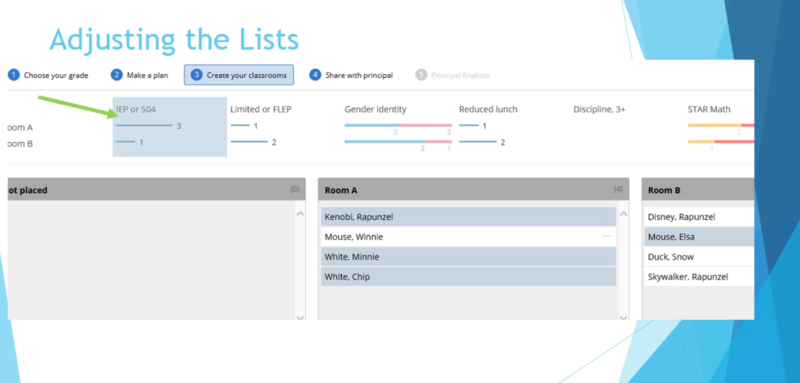 Adjusting the Lists
1 Choose your grade 2 Make a plan 3 Create your classrooms 4 Share with principal 5 Principal finalizes
IEP or 504 Limited or FLEP Gender identity Reduced lunch Discipline, 3+ STAR Math
oom A 3 1 2 2 1 2
oom B 1 2 3 1 2 1
ot placed (0) Room A (4) Room B
Kenobi, Rapunzel Disney, Rapunzel
Mouse, Winnie ... Mouse, Elsa
White, Minnie Duck, Snow
White, Chip Skywalker, Rapunzel